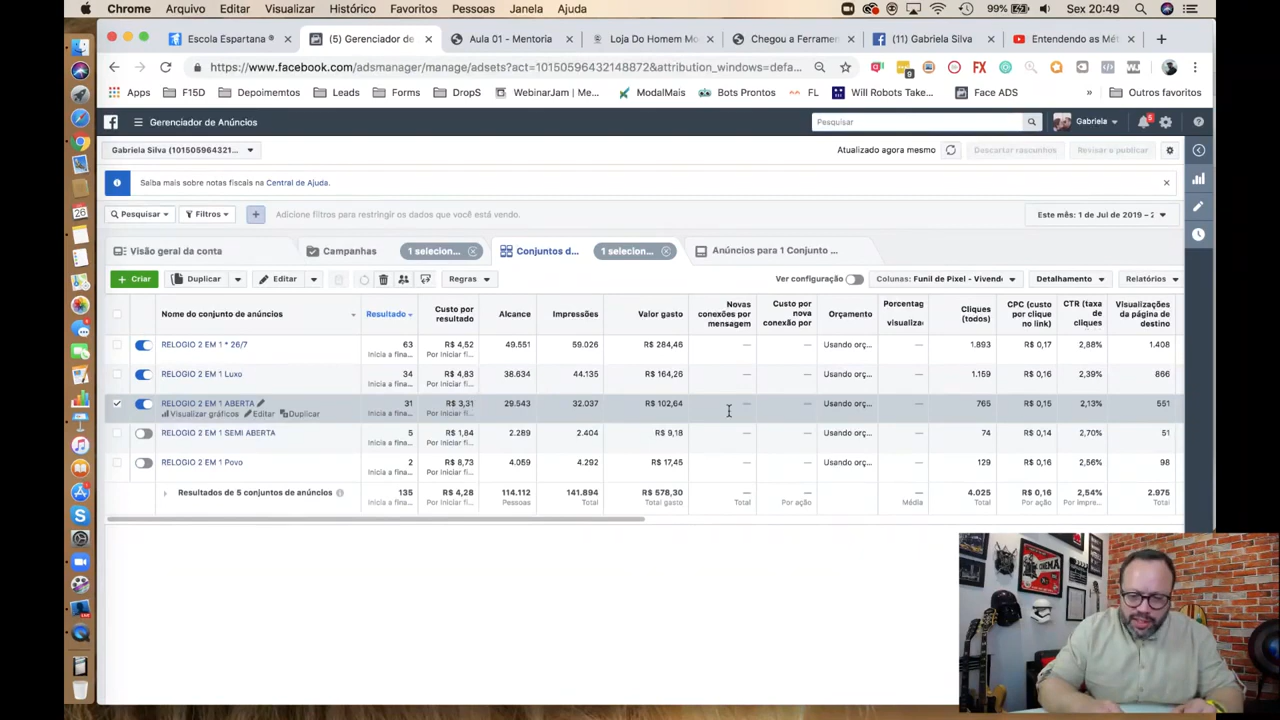 Chrome Arquivo Editar Visualizar Histórico Favoritos Pessoas Janela Ajuda 99% Sex 20:49
Escola Espartana ® × (5) Gerenciador de × Aula 01 - Mentoria × Loja Do Homem Mo × Chegou a Ferramen × (11) Gabriela Silva × Entendendo as Mét × +
https://www.facebook.com/adsmanager/manage/adsets?act=10150596432148872&attribution_windows=defa...
Apps F15D Depoimentos Leads Forms DropS WebinarJam | Me... ModalMais Bots Prontos FL Will Robots Take... Face ADS » Outros favoritos
Gerenciador de Anúncios Pesquisar Gabriela 5
Gabriela Silva (101505964321... Atualizado agora mesmo Descartar rascunhos Revisar e publicar
Saiba mais sobre notas fiscais na Central de Ajuda. ×
Pesquisar Filtros + Adicione filtros para restringir os dados que você está vendo. Este mês: 1 de Jul de 2019 – 2
Visão geral da conta Campanhas 1 selecion... Conjuntos d... 1 selecion... Anúncios para 1 Conjunto ...
+ Criar Duplicar Editar Regras Ver configuração Colunas: Funil de Pixel - Vivend Detalhamento Relatórios
Nome do conjunto de anúncios Resultado Custo por resultado Alcance Impressões Valor gasto Novas conexões por mensagem Custo por nova conexão por Orçamento Porcentag visualiza Cliques (todos) CPC (custo por clique no link) CTR (taxa de cliques Visualizações da página de destino
RELOGIO 2 EM 1 * 26/7 63 R$ 4,52 49.551 59.026 R$ 284,46 — — Usando orç... — 1.893 R$ 0,17 2,88% 1.408
Inicia a fina... Por Iniciar fi...
RELOGIO 2 EM 1 Luxo 34 R$ 4,83 38.634 44.135 R$ 164,26 — — Usando orç... — 1.159 R$ 0,16 2,39% 866
Inicia a fina... Por Iniciar fi...
RELOGIO 2 EM 1 ABERTA 31 R$ 3,31 29.543 32.037 R$ 102,64 — — Usando orç... — 765 R$ 0,15 2,13% 551
Visualizar gráficos Editar Duplicar Inicia a fina... Por Iniciar fi...
RELOGIO 2 EM 1 SEMI ABERTA 5 R$ 1,84 2.289 2.404 R$ 9,18 — — Usando orç... — 74 R$ 0,14 2,70% 51
Inicia a fina... Por Iniciar fi...
RELOGIO 2 EM 1 Povo 2 R$ 8,73 4.059 4.292 R$ 17,45 — — Usando orç... — 129 R$ 0,16 2,56% 98
Inicia a fina... Por Iniciar fi...
Resultados de 5 conjuntos de anúncios 135 R$ 4,28 114.112 141.894 R$ 578,30 — — — 4.025 R$ 0,16 2,54% 2.975
Inicia a fina... Por Iniciar fi... Pessoas Total Total gasto Total Por ação Média Total Por clique Por impre... Total
CINEMA